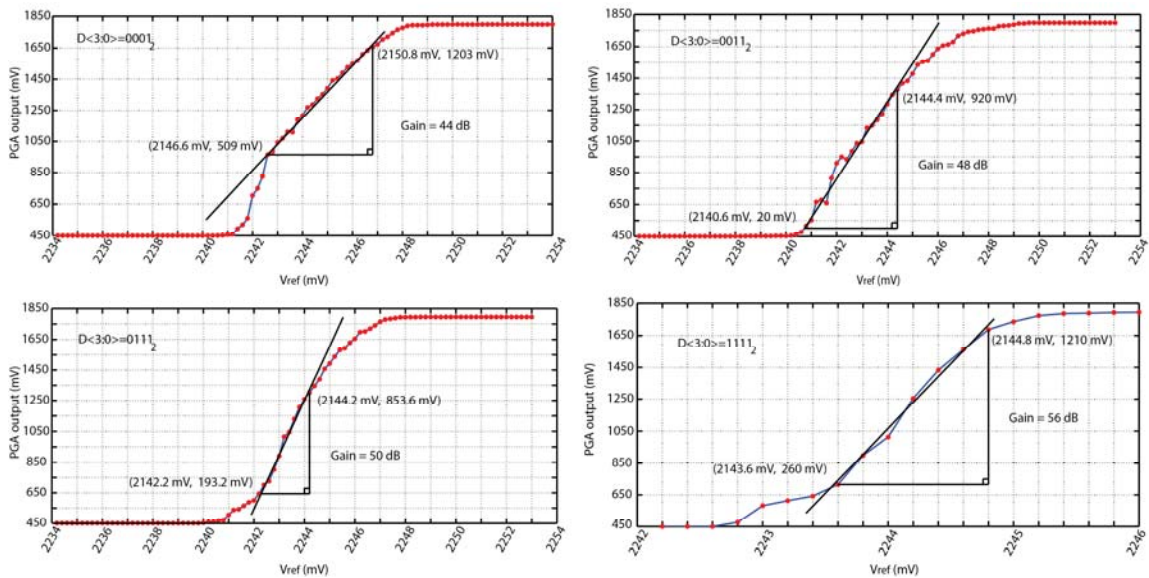 1850
1650
1450
1250
1050
850
650
450
PGA output (mV)
D<3:0>=0001₂
(2150.8 mV, 1203 mV)
Gain = 44 dB
(2146.6 mV, 509 mV)
2234
2236
2238
2240
2242
2244
2246
2248
2250
2252
2254
Vref (mV)
1850
1650
1450
1250
1050
850
650
450
PGA output (mV)
D<3:0>=0011₂
(2144.4 mV, 920 mV)
Gain = 48 dB
(2140.6 mV, 20 mV)
2234
2236
2238
2240
2242
2244
2246
2248
2250
2252
2254
Vref (mV)
1850
1650
1450
1250
1050
850
650
450
PGA output (mV)
D<3:0>=0111₂
(2144.2 mV, 853.6 mV)
Gain = 50 dB
(2142.2 mV, 193.2 mV)
2234
2236
2238
2240
2242
2244
2246
2248
2250
2252
2254
Vref (mV)
1850
1650
1450
1250
1050
850
650
450
PGA output (mV)
D<3:0>=1111₂
(2144.8 mV, 1210 mV)
Gain = 56 dB
(2143.6 mV, 260 mV)
2242
2243
2244
2245
2246
Vref (mV)